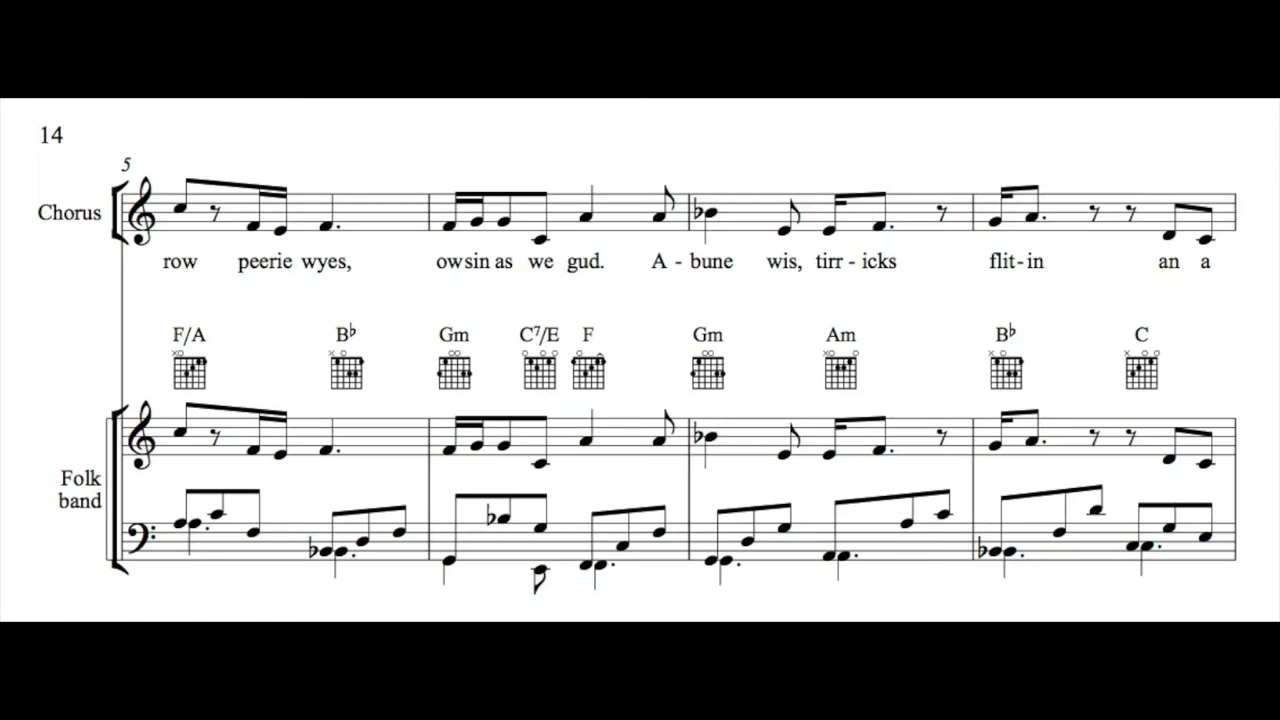 14
5
Chorus
row peerie wyes, owsin as we gud. A - bune wis, tirr - icks flit - in an a
F/A B♭ Gm C7/E F Gm Am B♭ C
Folk
band